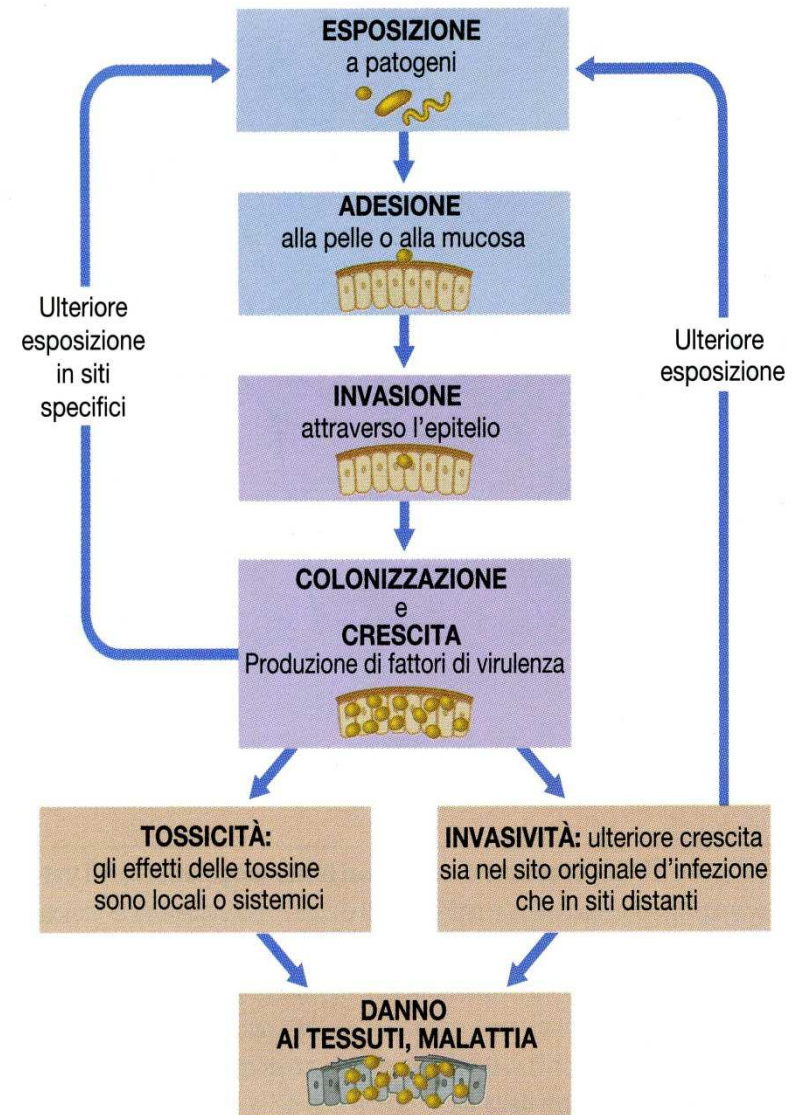 ESPOSIZIONE
a patogeni
ADESIONE
alla pelle o alla mucosa
Ulteriore
esposizione
in siti
specifici
Ulteriore
esposizione
INVASIONE
attraverso l'epitelio
COLONIZZAZIONE
e
CRESCITA
Produzione di fattori di virulenza
TOSSICITÀ:
gli effetti delle tossine
sono locali o sistemici
INVASIVITÀ: ulteriore crescita
sia nel sito originale d'infezione
che in siti distanti
DANNO
AI TESSUTI, MALATTIA